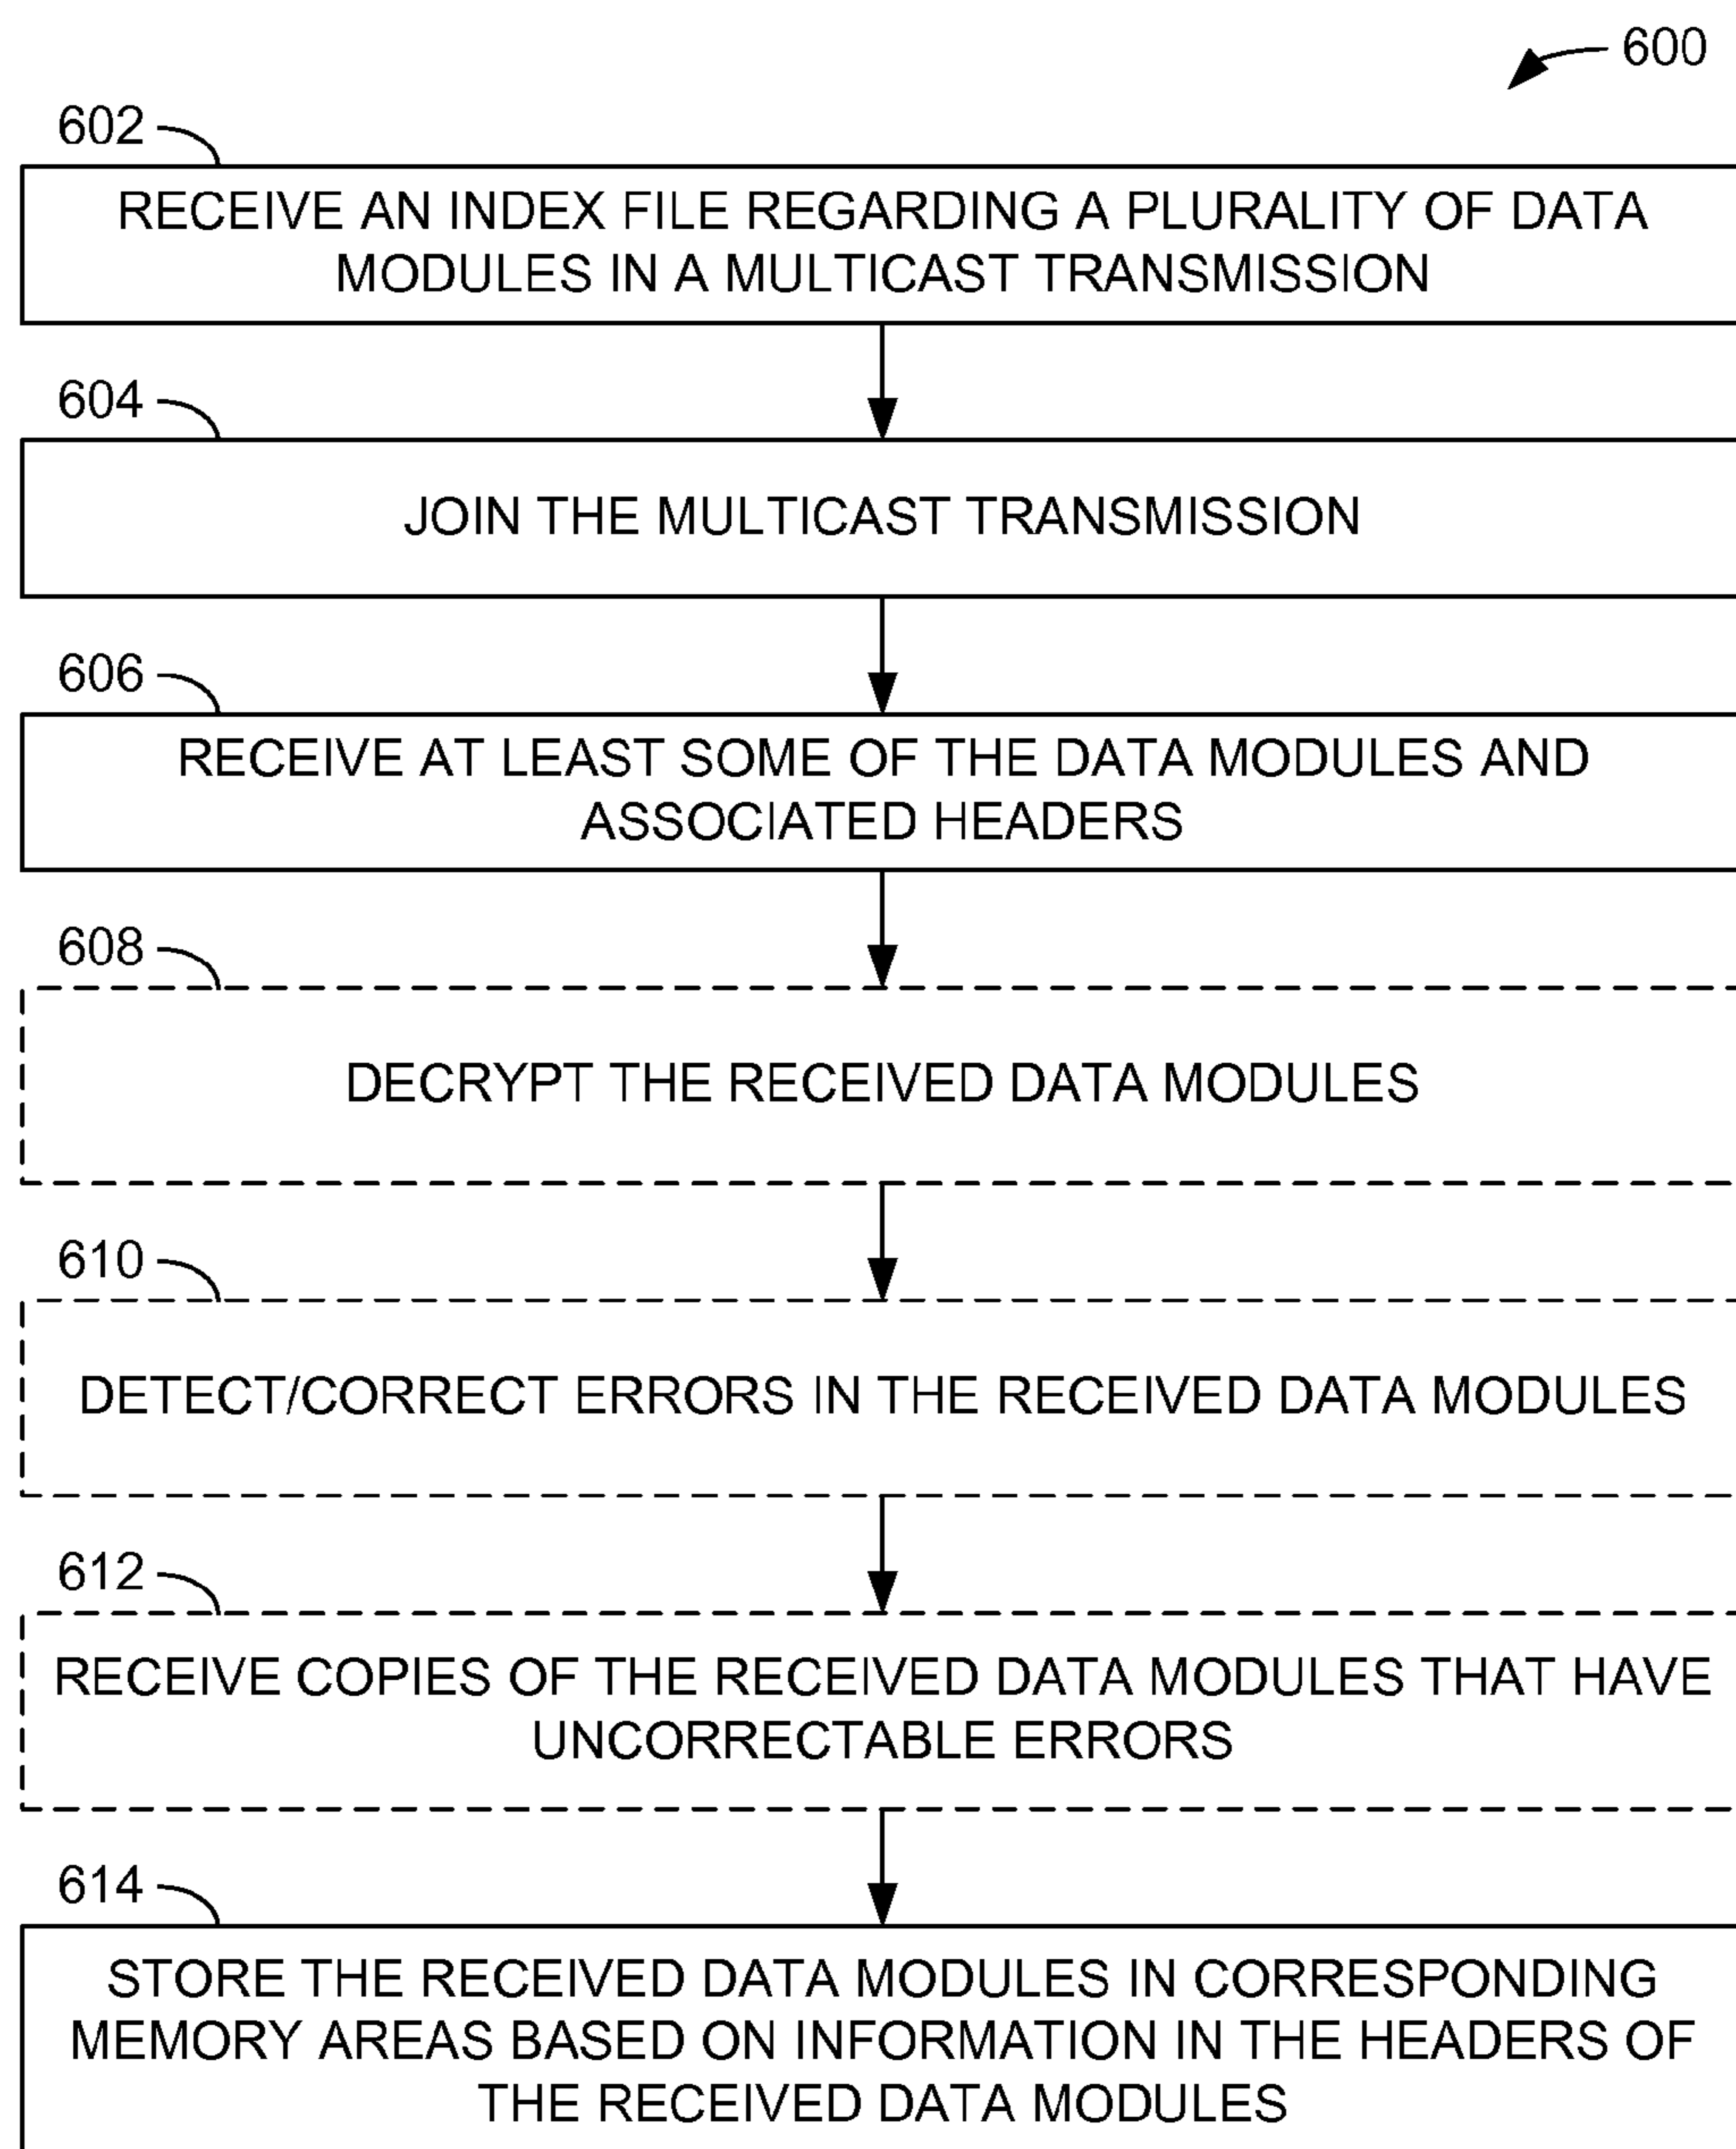 600
602
RECEIVE AN INDEX FILE REGARDING A PLURALITY OF DATA
MODULES IN A MULTICAST TRANSMISSION
604
JOIN THE MULTICAST TRANSMISSION
606
RECEIVE AT LEAST SOME OF THE DATA MODULES AND
ASSOCIATED HEADERS
608
DECRYPT THE RECEIVED DATA MODULES
610
DETECT/CORRECT ERRORS IN THE RECEIVED DATA MODULES
612
RECEIVE COPIES OF THE RECEIVED DATA MODULES THAT HAVE
UNCORRECTABLE ERRORS
614
STORE THE RECEIVED DATA MODULES IN CORRESPONDING
MEMORY AREAS BASED ON INFORMATION IN THE HEADERS OF
THE RECEIVED DATA MODULES